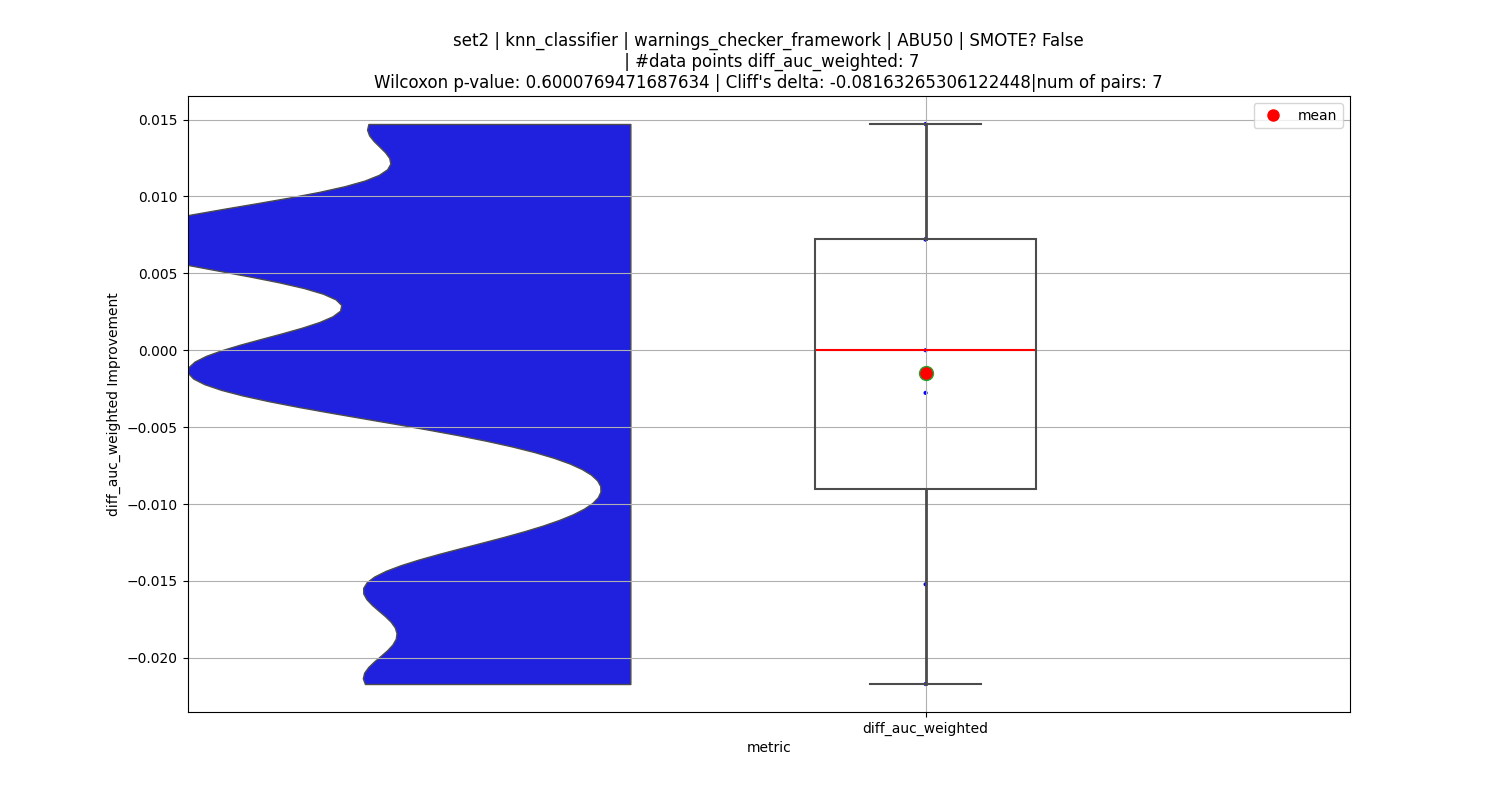 set2 | knn_classifier | warnings_checker_framework | ABU50 | SMOTE? False
| #data points diff_auc_weighted: 7
Wilcoxon p-value: 0.6000769471687634 | Cliff's delta: -0.08163265306122448|num of pairs: 7
mean
0.015
0.010
0.005
0.000
−0.005
−0.010
−0.015
−0.020
diff_auc_weighted Improvement
diff_auc_weighted
metric